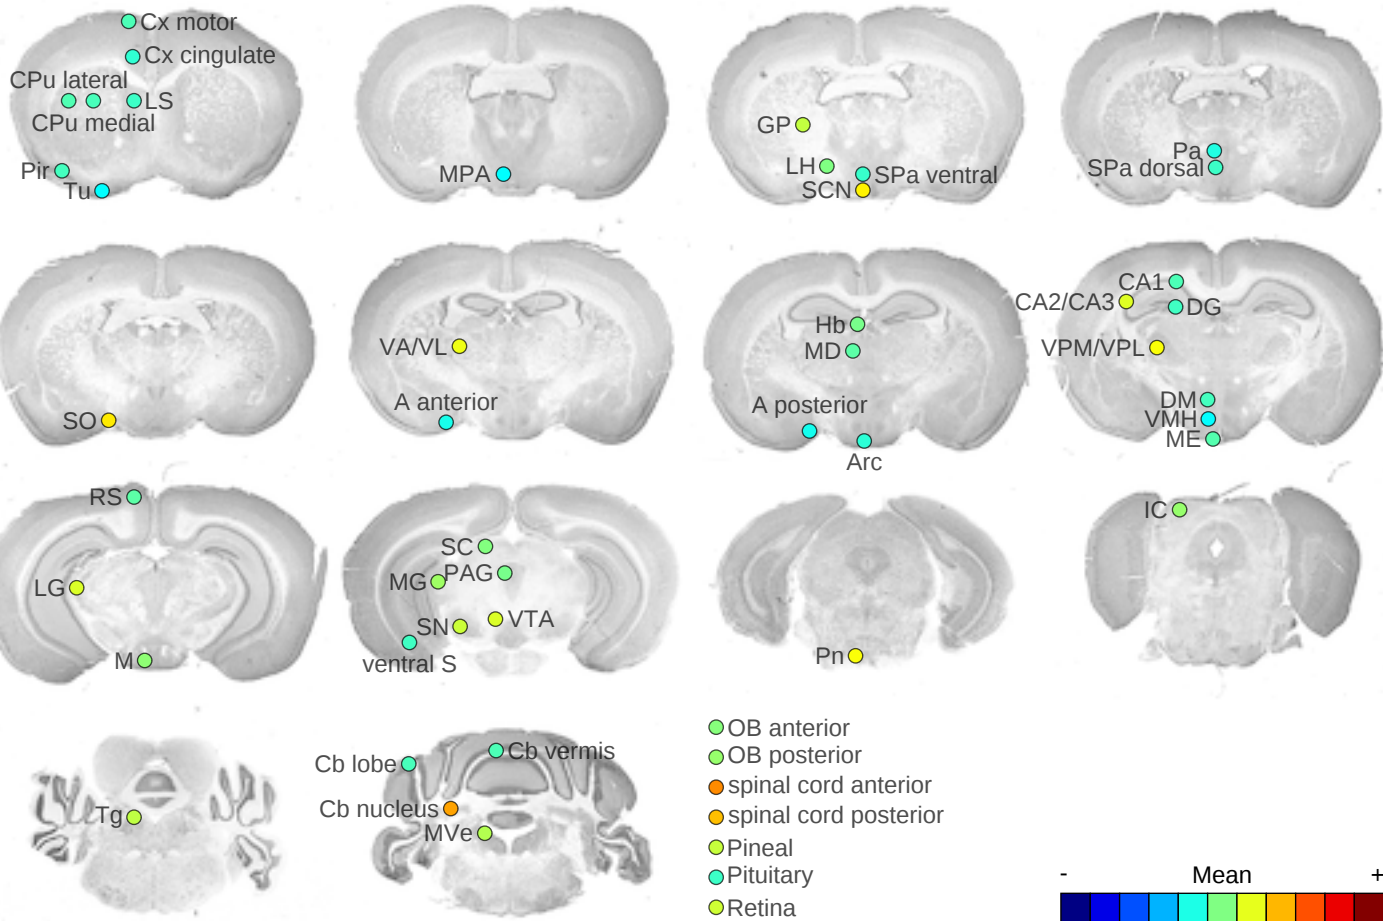 Cx motor
Cx cingulate
CPu lateral
LS
CPu medial
Pir
Tu
MPA
GP
LH
SPa ventral
SCN
Pa
SPa dorsal
SO
VA/VL
A anterior
Hb
MD
A posterior
Arc
CA1
CA2/CA3
DG
VPM/VPL
DM
VMH
ME
RS
LG
M
SC
PAG
MG
VTA
SN
ventral S
Pn
IC
Tg
Cb vermis
Cb lobe
Cb nucleus
MVe
OB anterior
OB posterior
spinal cord anterior
spinal cord posterior
Pineal
Pituitary
Retina
- Mean +